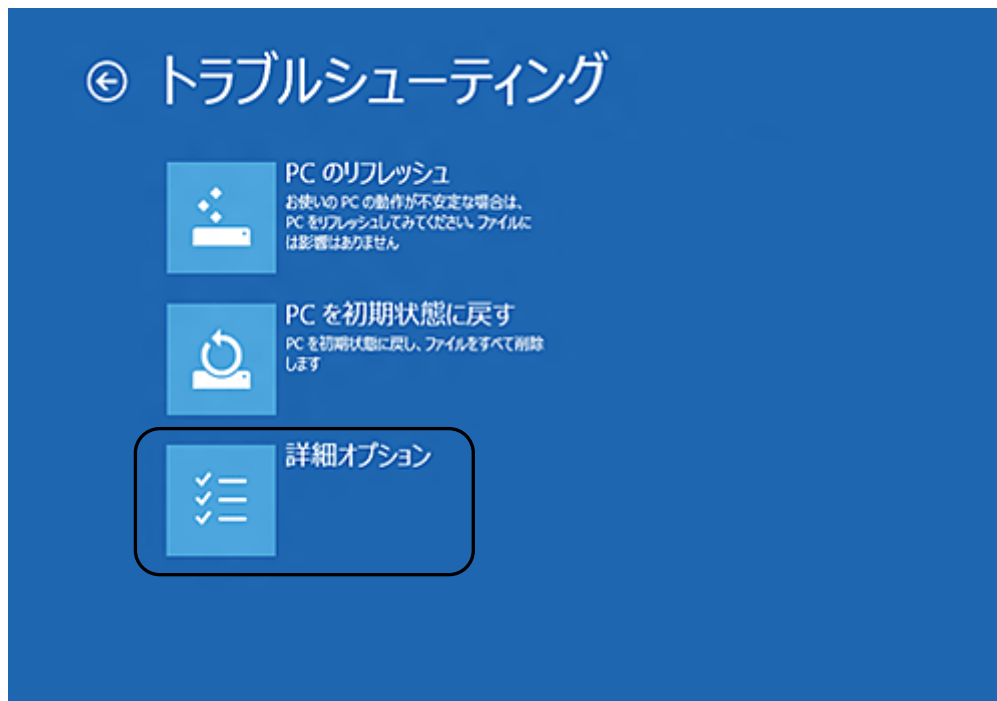 トラブルシューティング
PC のリフレッシュ
お使いの PC の動作が不安定な場合は、
PC をリフレッシュしてみてください。ファイルに
は影響はありません
PC を初期状態に戻す
PC を初期状態に戻し、ファイルをすべて削除
します
詳細オプション